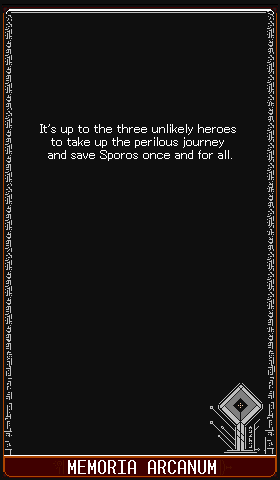 It's up to the three unlikely heroes
to take up the perilous journey
and save Sporos once and for all.
MEMORIA ARCANUM